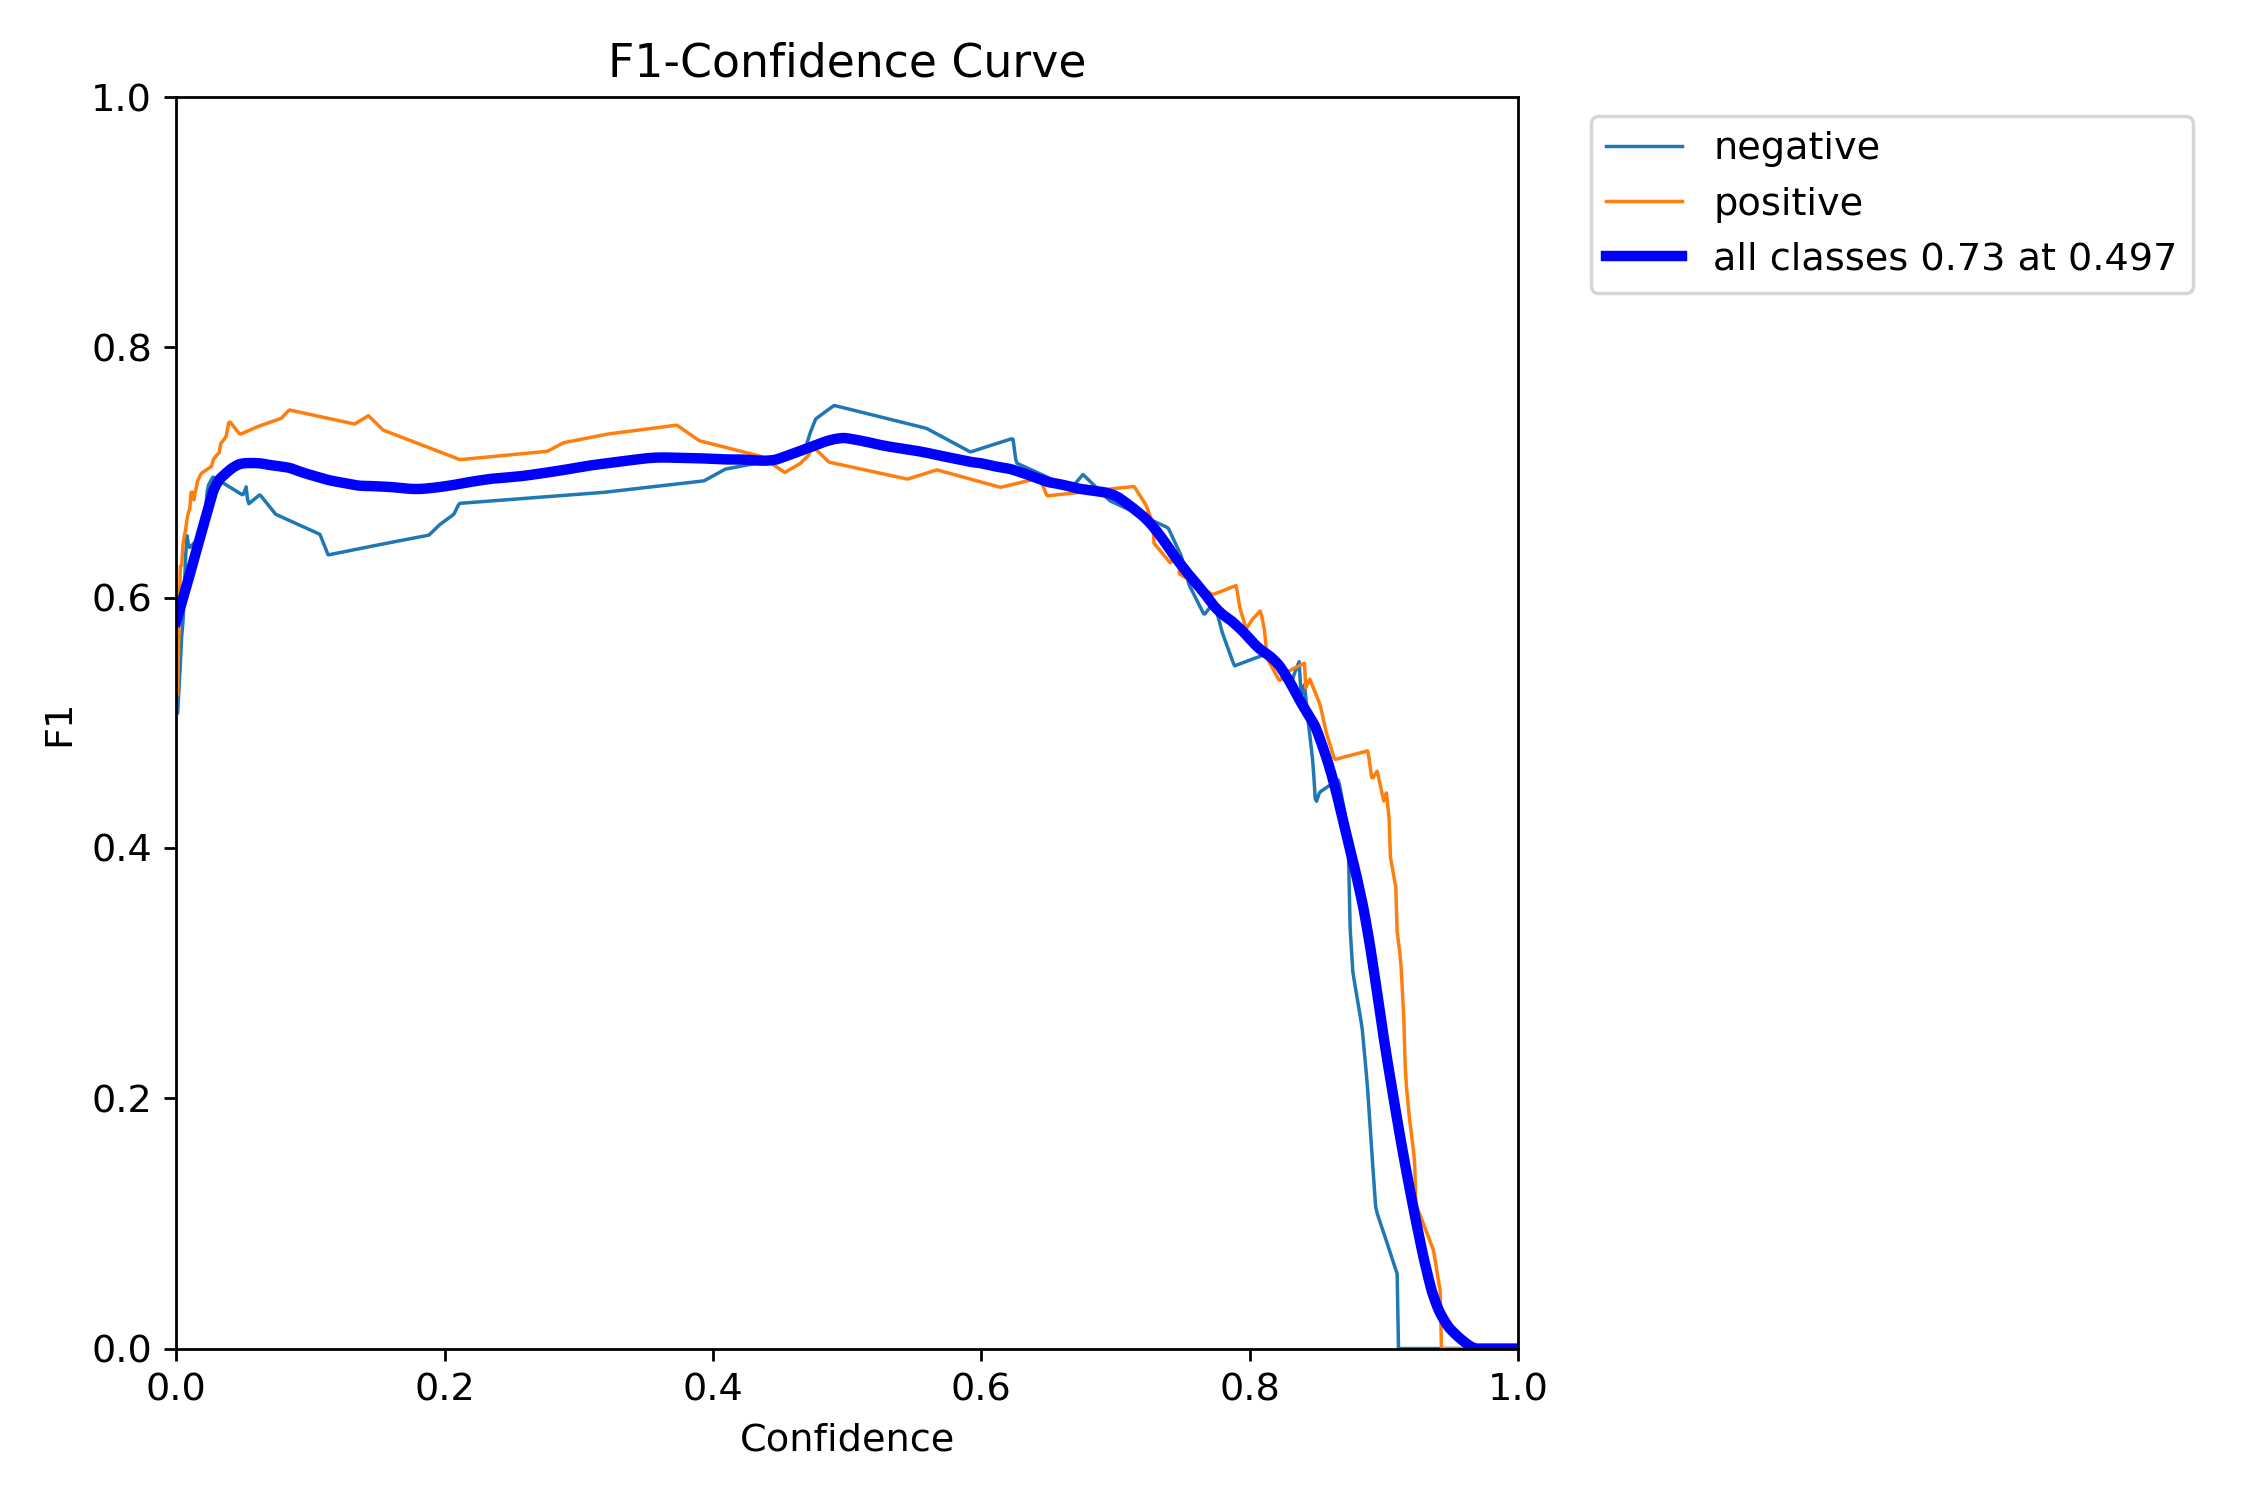 F1-Confidence Curve
1.0
0.8
0.6
0.4
0.2
0.0
F1
0.0 0.2 0.4 0.6 0.8 1.0
Confidence
negative
positive
all classes 0.73 at 0.497